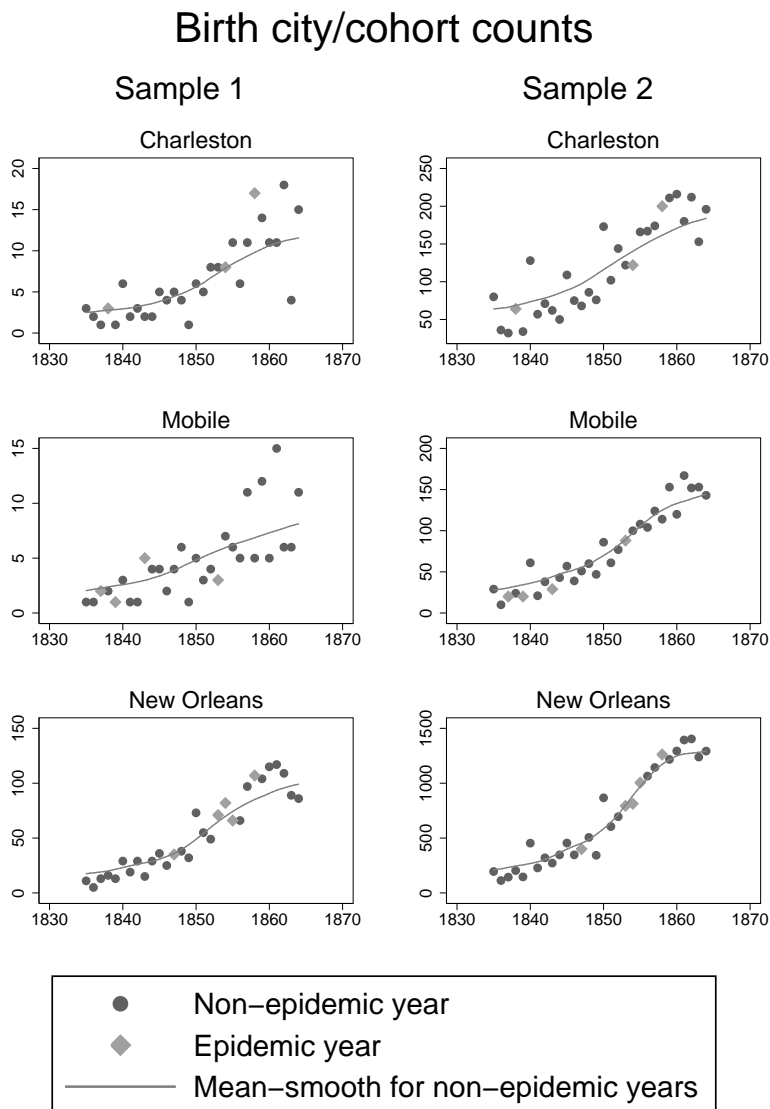 Birth city/cohort counts
Sample 1
Sample 2
Charleston
20
15
10
5
0
1830 1840 1850 1860 1870
Charleston
250
200
150
100
50
1830 1840 1850 1860 1870
Mobile
15
10
5
0
1830 1840 1850 1860 1870
Mobile
200
150
100
50
0
1830 1840 1850 1860 1870
New Orleans
150
100
50
0
1830 1840 1850 1860 1870
New Orleans
1500
1000
500
0
1830 1840 1850 1860 1870
Non−epidemic year
Epidemic year
Mean−smooth for non−epidemic years